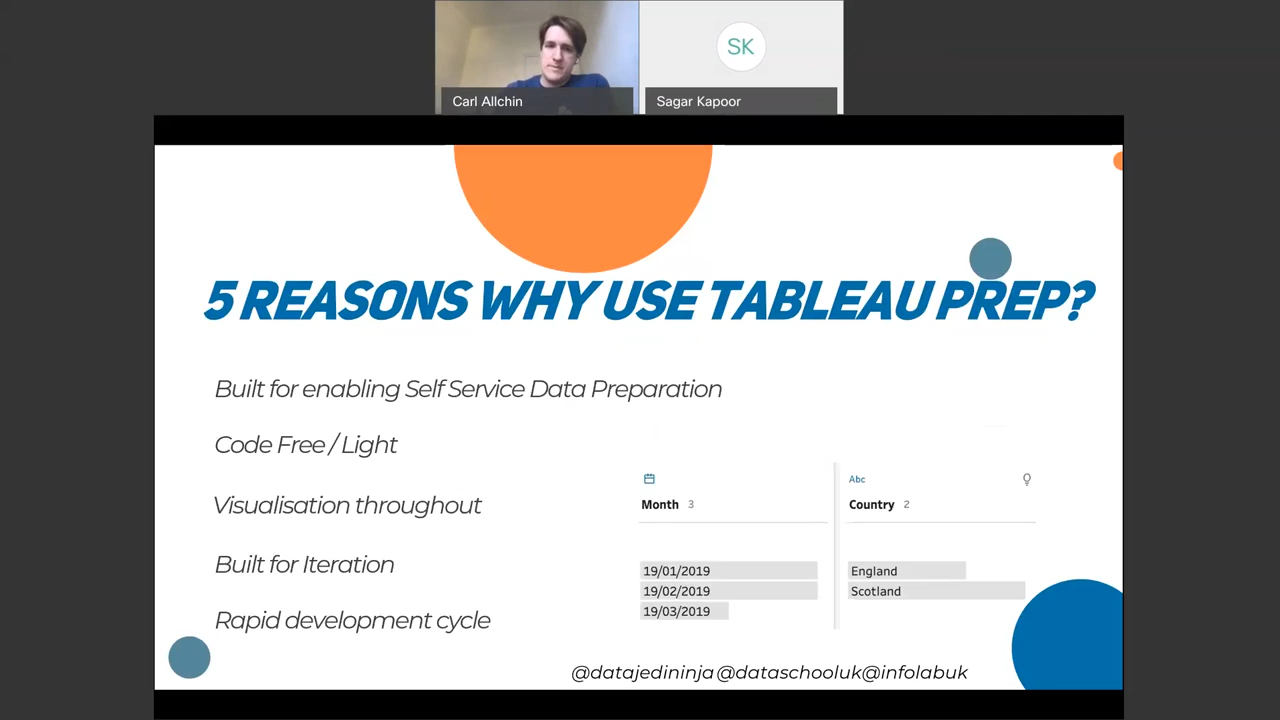 SK
Carl Allchin
Sagar Kapoor
5 REASONS WHY USE TABLEAU PREP?
Built for enabling Self Service Data Preparation
Code Free / Light
Visualisation throughout
Built for Iteration
Rapid development cycle
Abc
Month 3
Country 2
19/01/2019
19/02/2019
19/03/2019
England
Scotland
@datajedininja @dataschooluk@infolabuk